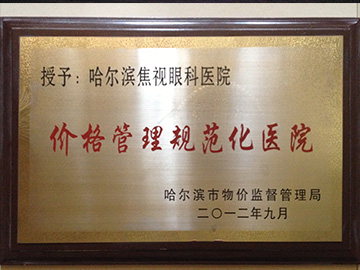 授予：哈尔滨焦视眼科医院
价格管理规范化医院
哈尔滨市物价监督管理局
二〇一二年九月